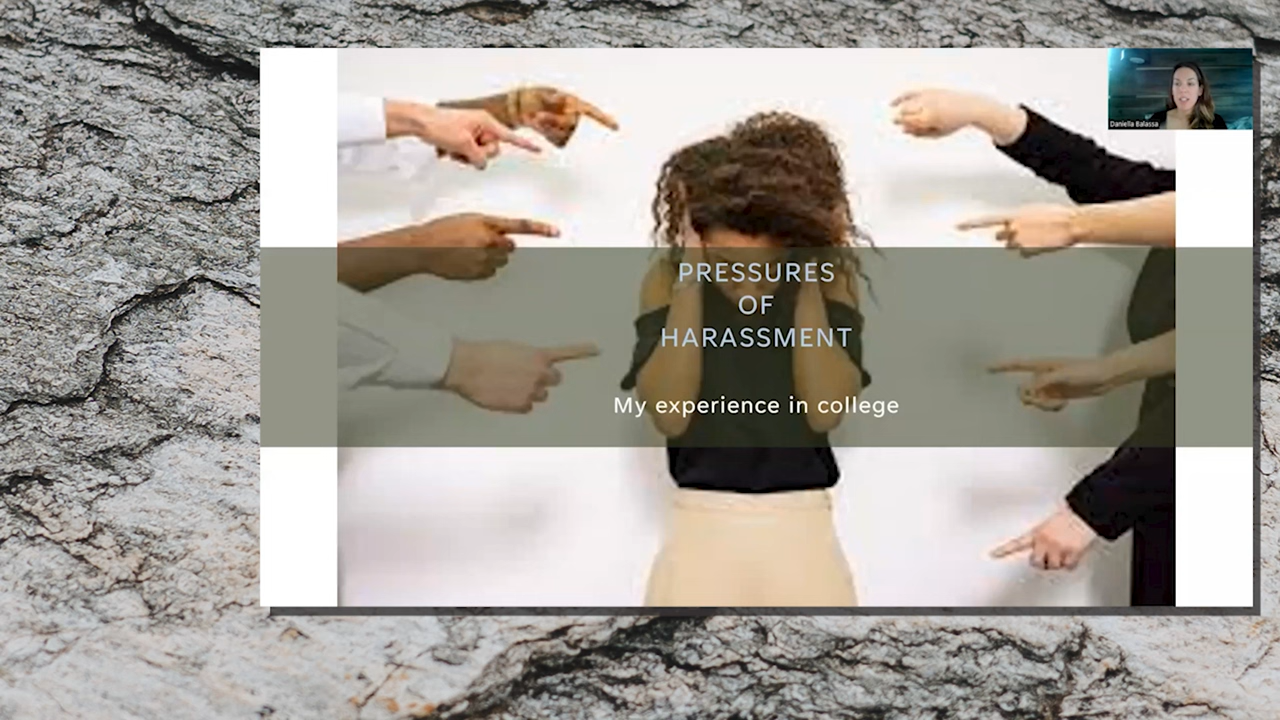 Daniella Balassa
PRESSURES
OF
HARASSMENT
My experience in college